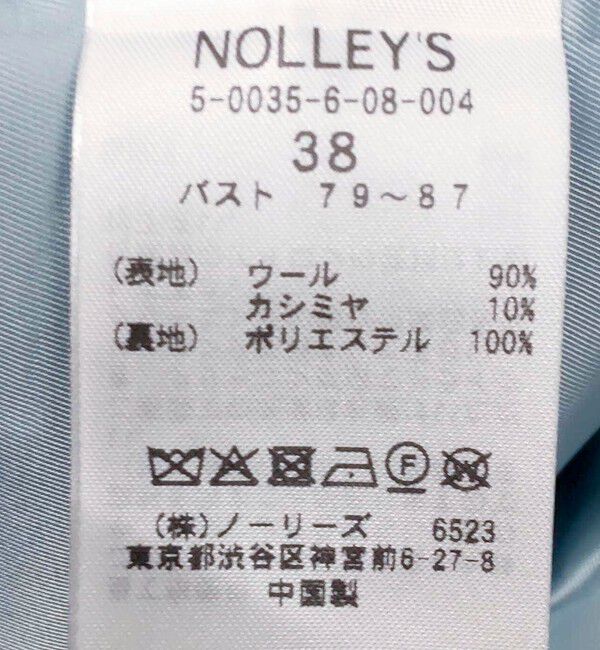 NOLLEY'S
5-0035-6-08-004
38
バスト 79～87
(表地) ウール 90%
カシミヤ 10%
(裏地) ポリエステル 100%
F W
(株)ノーリーズ 6523
東京都渋谷区神宮前6-27-8
中国製